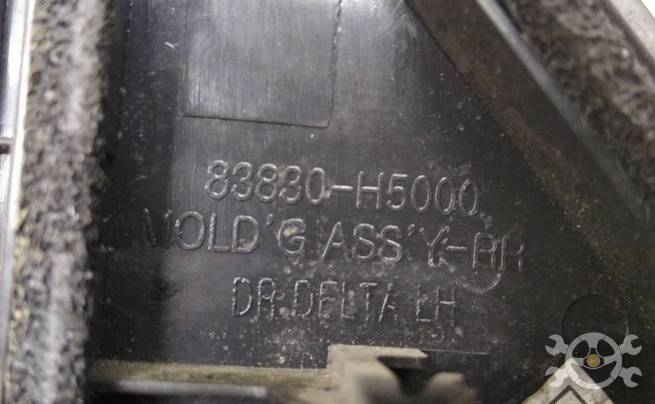 83830-H5000
MOLD'G ASS'Y-RR
DR DELTA LH